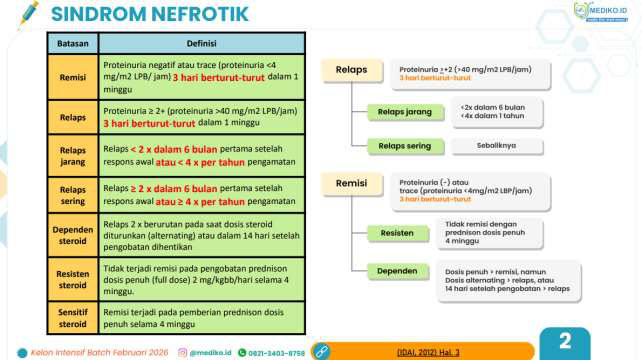 SINDROM NEFROTIK
MEDIKO.ID
Batasan
Definisi
Remisi
Proteinuria negatif atau trace (proteinuria <4
mg/m2 LPB/ jam) 3 hari berturut-turut dalam 1
minggu
Relaps
Proteinuria ≥ 2+ (proteinuria >40 mg/m2 LPB/jam)
3 hari berturut-turut dalam 1 minggu
Relaps
jarang
Relaps < 2 x dalam 6 bulan pertama setelah
respons awal atau < 4 x per tahun pengamatan
Relaps
sering
Relaps ≥ 2 x dalam 6 bulan pertama setelah
respons awal atau ≥ 4 x per tahun pengamatan
Dependen
steroid
Relaps 2 x berurutan pada saat dosis steroid
diturunkan (alternating) atau dalam 14 hari setelah
pengobatan dihentikan
Resisten
steroid
Tidak terjadi remisi pada pengobatan prednison
dosis penuh (full dose) 2 mg/kgbb/hari selama 4
minggu.
Sensitif
steroid
Remisi terjadi pada pemberian prednison dosis
penuh selama 4 minggu
Relaps
Proteinuria ≥+2 (>40 mg/m2 LPB/jam)
3 hari berturut-turut
Relaps jarang
<2x dalam 6 bulan
<4x dalam 1 tahun
Relaps sering
Sebaliknya
Remisi
Proteinuria (-) atau
trace (proteinuria <4mg/m2 LBP/jam)
3 hari berturut-turut
Resisten
Tidak remisi dengan
prednison dosis penuh
4 minggu
Dependen
Dosis penuh > remisi, namun
Dosis alternating > relaps, atau
14 hari setelah pengobatan > relaps
Kelon Intensif Batch Februari 2026
@mediko.id
0821-3403-8758
(IDAI, 2012) Hal. 3
2